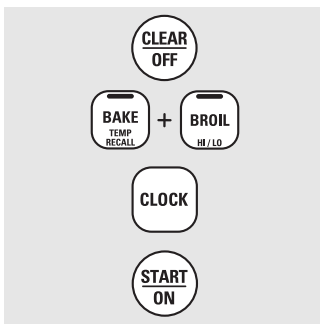 CLEAR
OFF
BAKE + BROIL
TEMP
RECALL HI / LO
CLOCK
START
ON